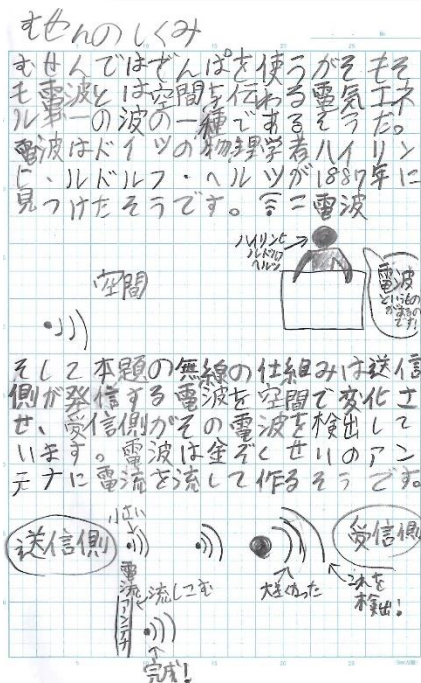 むせんのしくみ
むせんではでんぱを使うがそもそ
も電波とは空間を伝わる電気エネ
ルギーの波の一種であるそうだ。
電波はドイツの物理学者ハイリン
ヒ・ルドルフ・ヘルツが1887年に
見つけたそうです。 =電波
ハイリンヒ
ルドルフ
ヘルツ
電波
というもの
があるの
です!
空間
そして本題の無線の仕組みは送信
側が発信する電波を空間で変化さ
せ、受信側がその電波を検出して
います。電波は金ぞくせいのアン
テナに電流を流して作るそうです。
送信側
小さい
電流
アンテナ
流しこむ
完成!
大きくなった
これを
検出!
受信側